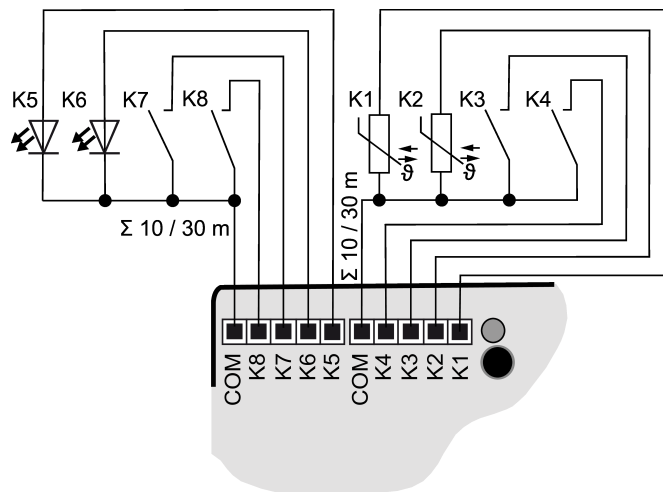 K5 K6 K7 K8 K1 K2 K3 K4
ϑ ϑ
Σ 10 / 30 m
Σ 10 / 30 m
COM K8 K7 K6 K5 COM K4 K3 K2 K1